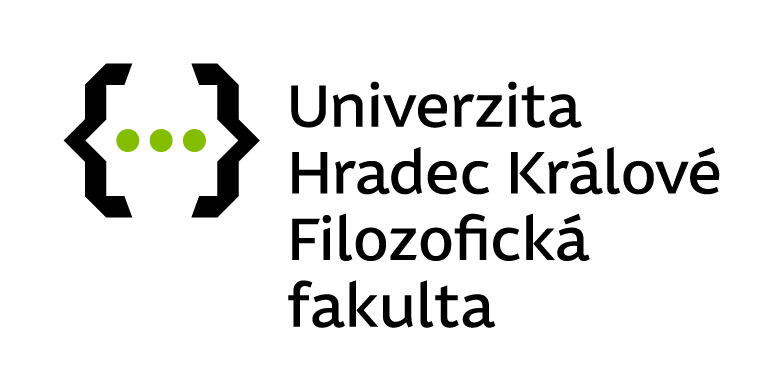 Univerzita
Hradec Králové
Filozofická
fakulta